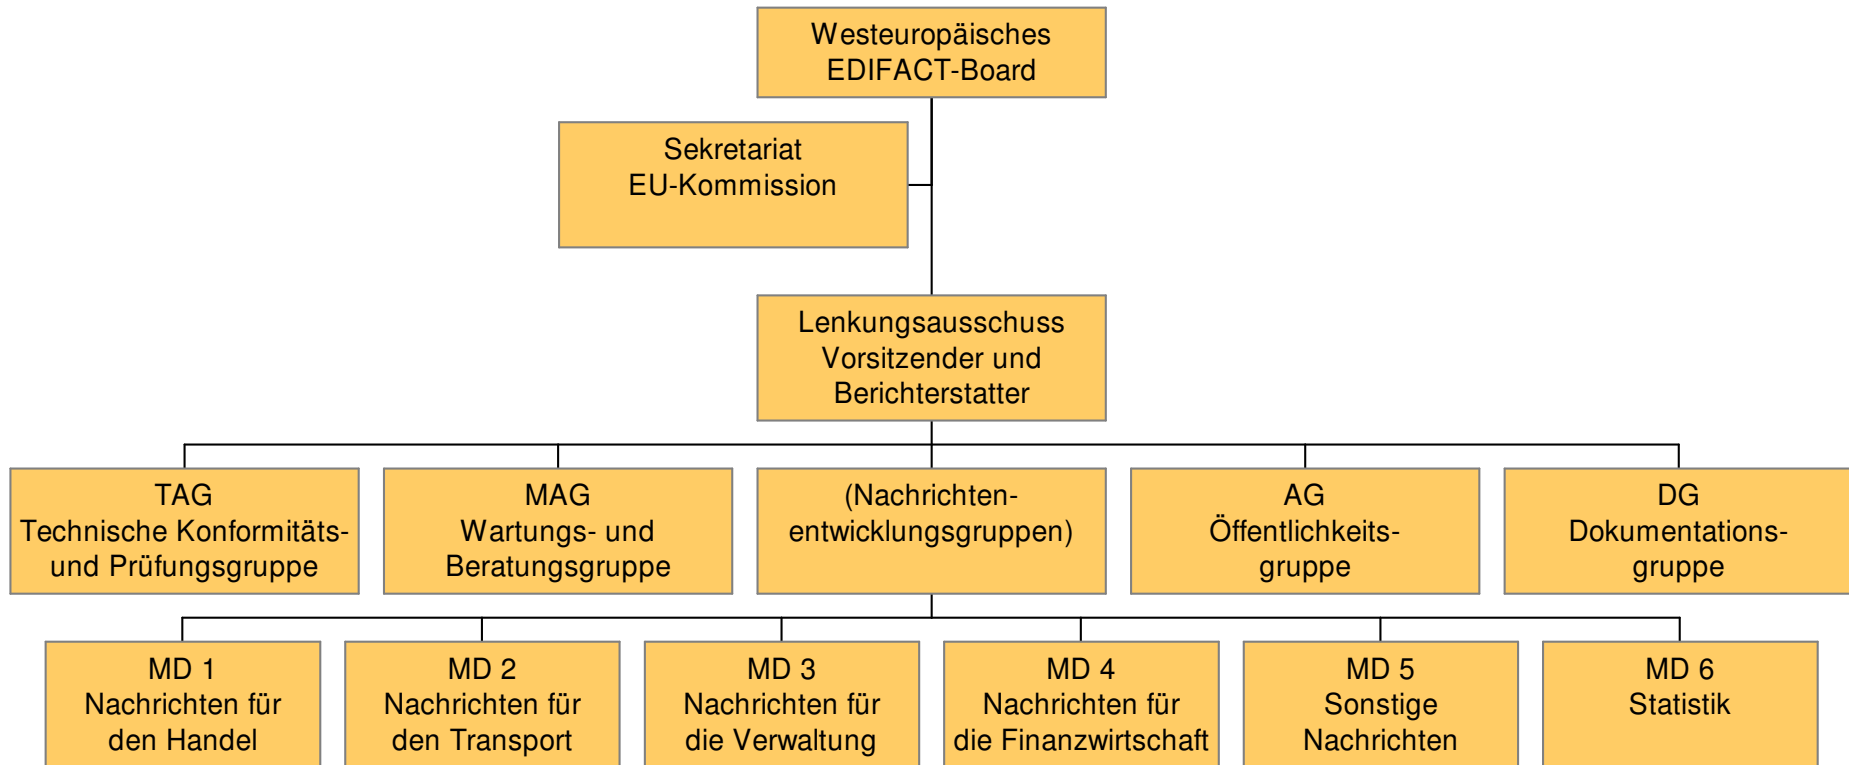 Westeuropäisches
EDIFACT-Board
Sekretariat
EU-Kommission
Lenkungsausschuss
Vorsitzender und
Berichterstatter
TAG
Technische Konformitäts-
und Prüfungsgruppe
MAG
Wartungs- und
Beratungsgruppe
(Nachrichten-
entwicklungsgruppen)
AG
Öffentlichkeits-
gruppe
DG
Dokumentations-
gruppe
MD 1
Nachrichten für
den Handel
MD 2
Nachrichten für
den Transport
MD 3
Nachrichten für
die Verwaltung
MD 4
Nachrichten für
die Finanzwirtschaft
MD 5
Sonstige
Nachrichten
MD 6
Statistik